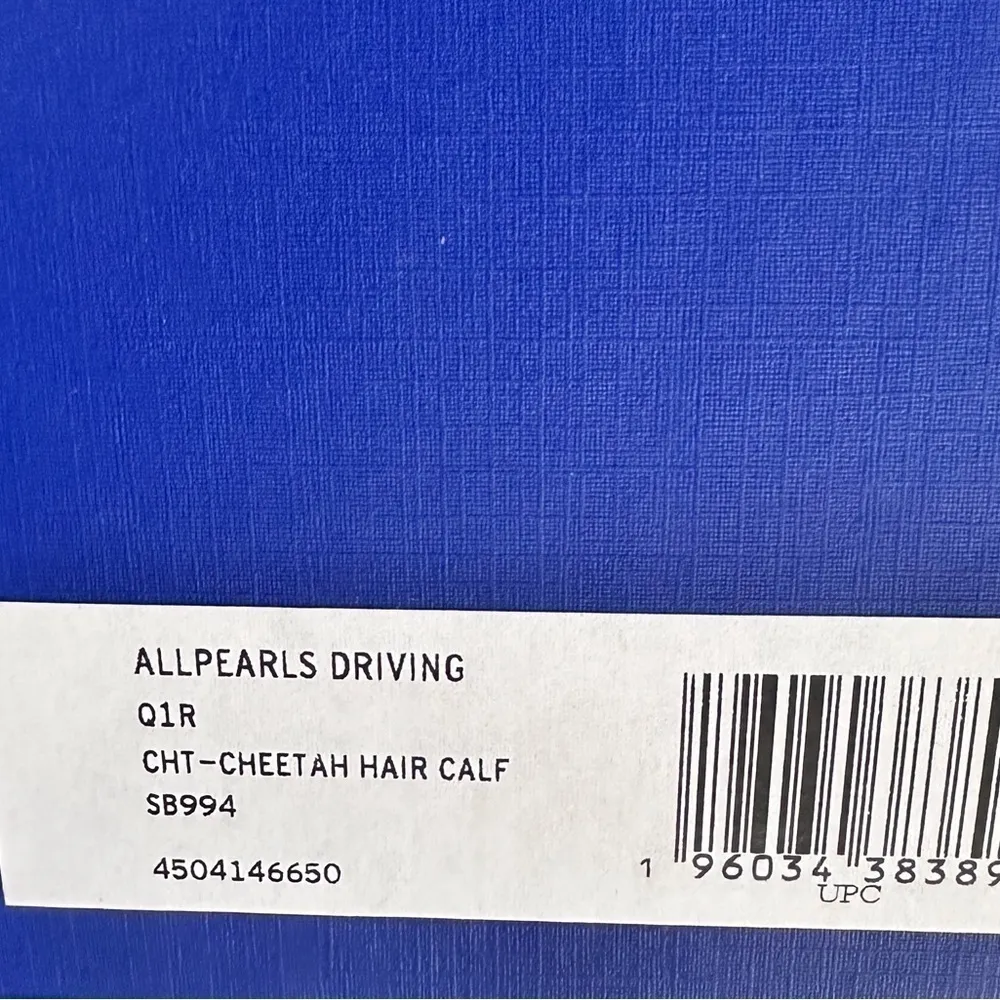 ALLPEARLS DRIVING
Q1R
CHT-CHEETAH HAIR CALF
SB994
4504146650
1 96034 38389
UPC